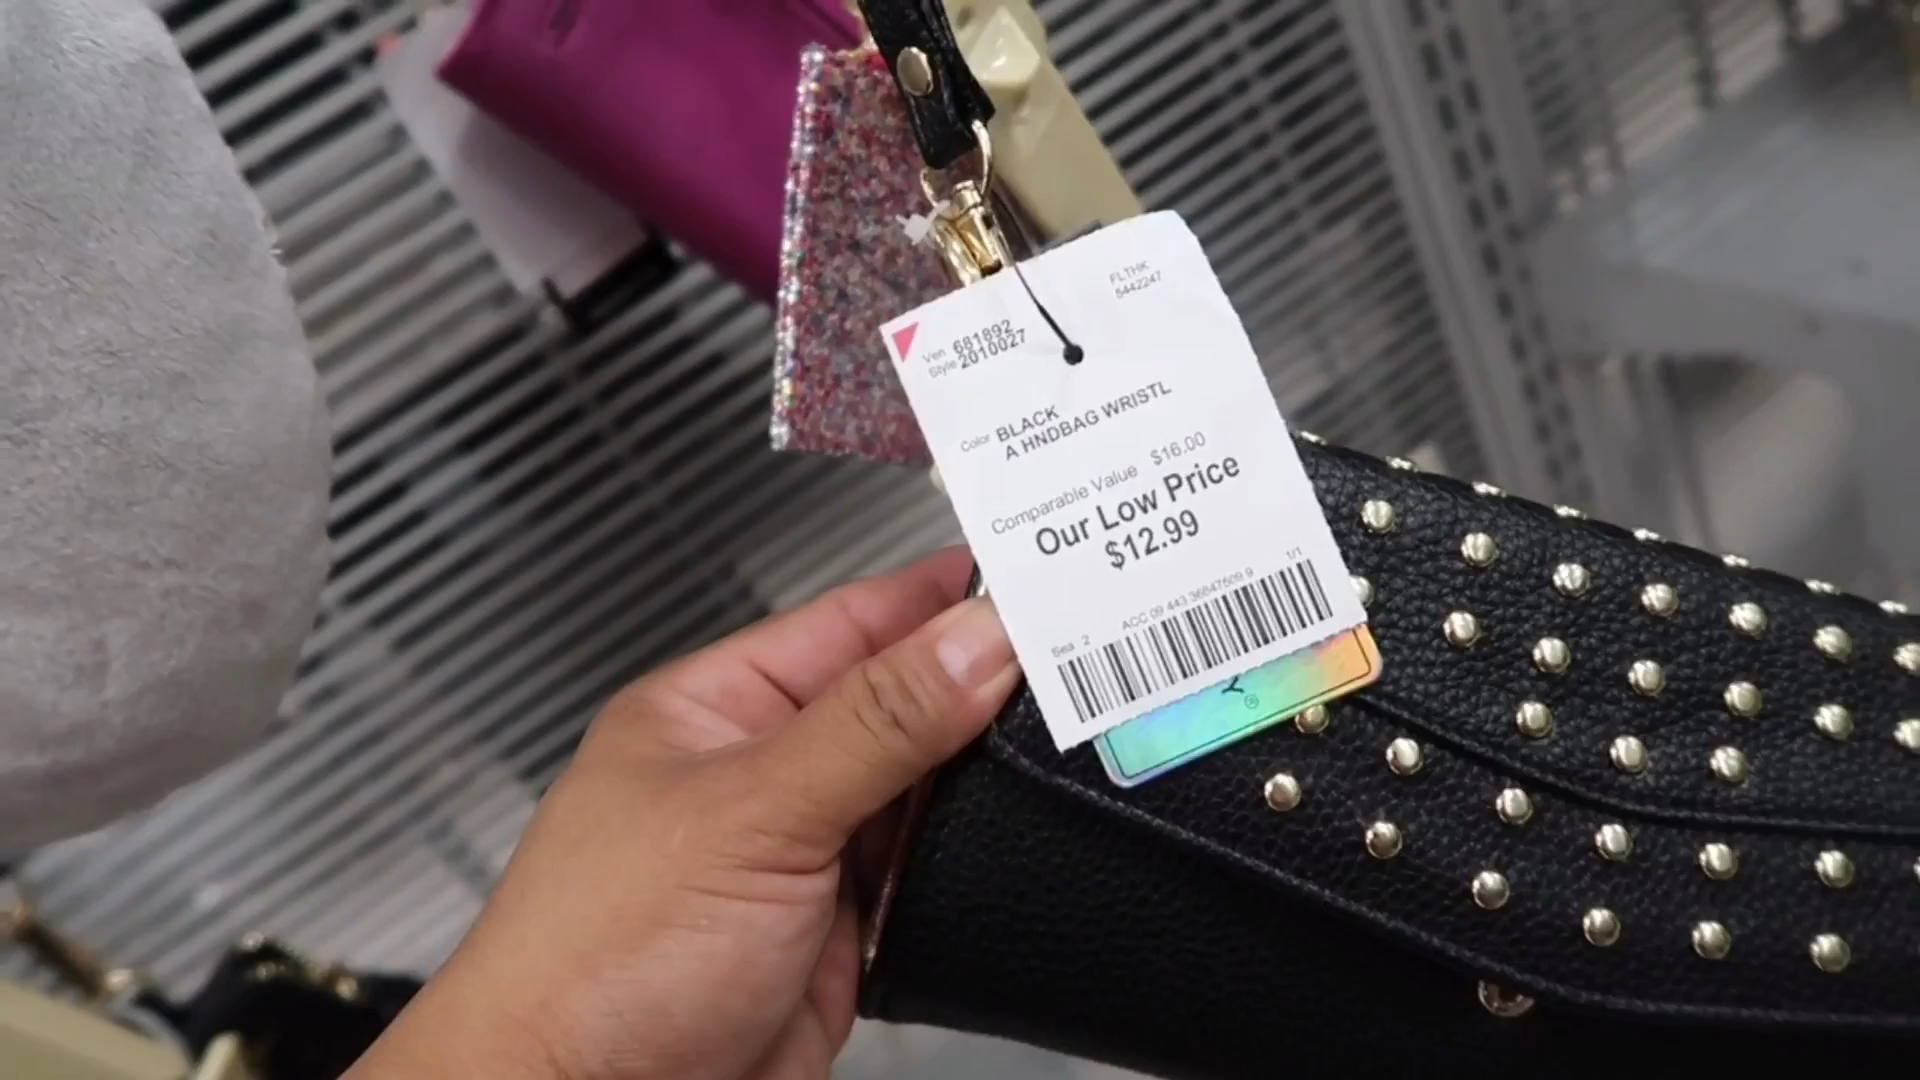 FLTHK
5442247
Ven 681892
Style 2010027
Color BLACK
A HNDBAG WRISTL
Comparable Value $16.00
Our Low Price
$12.99
1/1
Sea 2 ACC 09 443 36847509 9
Y®